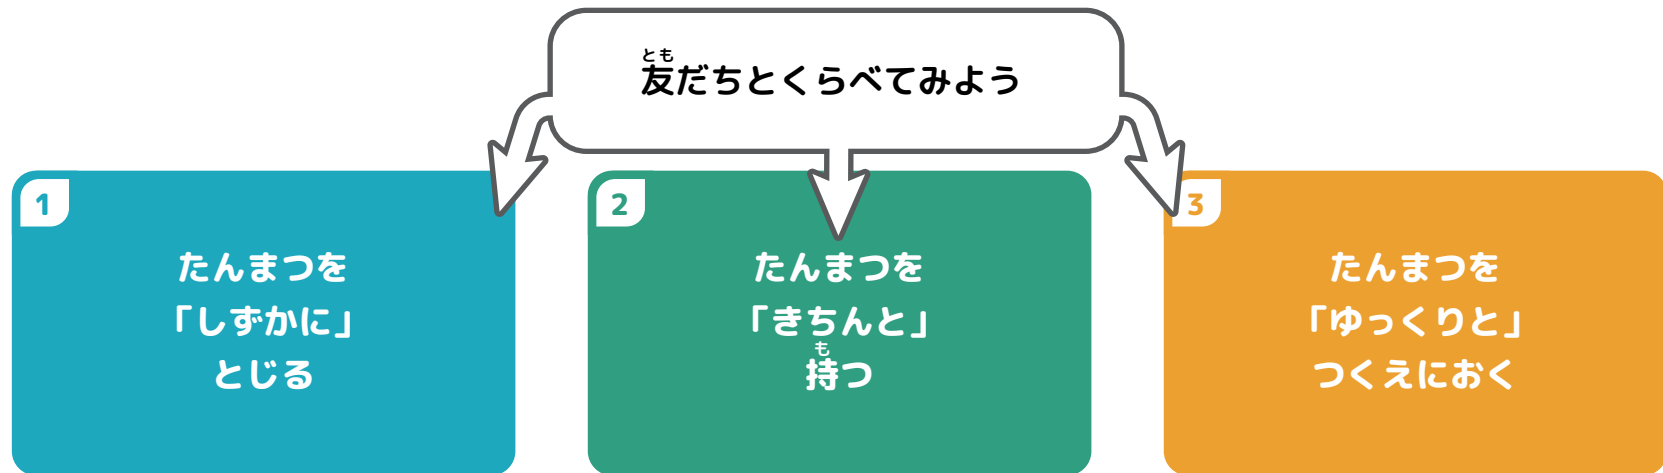 友だちとくらべてみよう
とも
1
たんまつを
「しずかに」
とじる
2
たんまつを
「きちんと」
持つ
も
3
たんまつを
「ゆっくりと」
つくえにおく